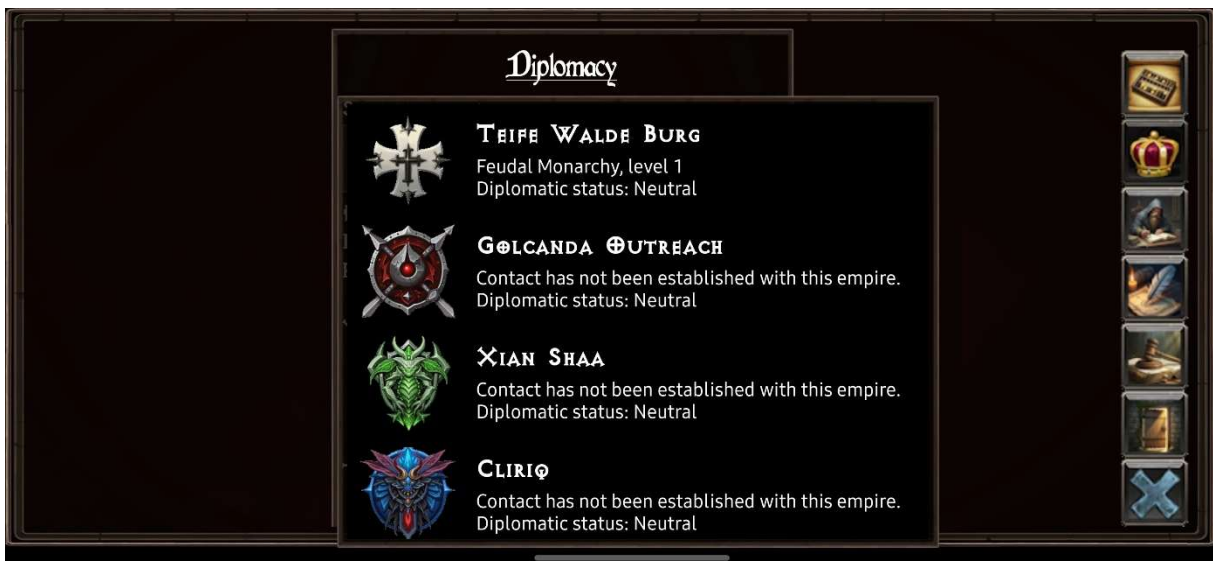 Diplomacy
Teife Walde Burg
Feudal Monarchy, level 1
Diplomatic status: Neutral
Golcanda Outreach
Contact has not been established with this empire.
Diplomatic status: Neutral
Xian Shaa
Contact has not been established with this empire.
Diplomatic status: Neutral
Cliriq
Contact has not been established with this empire.
Diplomatic status: Neutral